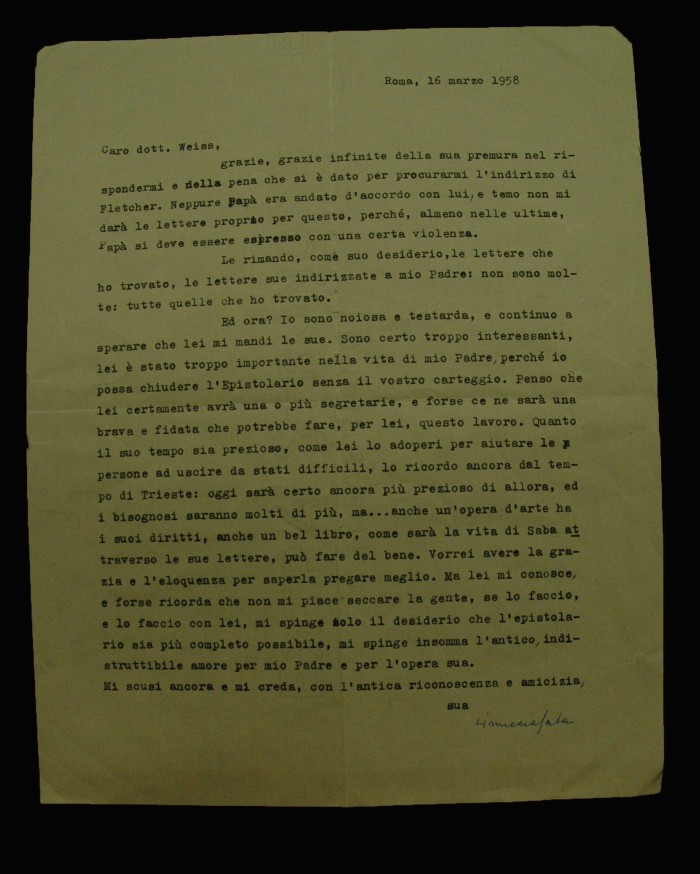 Roma, 16 marzo 1958
Caro dott. Weiss,
grazie, grazie infinite della sua premura nel ri-
spondermi e della pena che si è dato per procurarmi l'indirizzo di
Fletcher. Neppure Papà era andato d'accordo con lui, e temo non mi
darà le lettere proprio per questo, perché, almeno nelle ultime,
Papà si deve essere espresso con una certa violenza.
Le rimando, come suo desiderio,le lettere che
ho trovato, le lettere sue indirizzate a mio Padre: non sono mol-
te: tutte quelle che ho trovato.
Ed ora? Io sono noiosa e testarda, e continuo a
sperare che lei mi mandi le sue. Sono certo troppo interessanti,
lei è stato troppo importante nella vita di mio Padre, perché io
possa chiudere l'Epistolario senza il vostro carteggio. Penso che
lei certamente avrà una o più segretarie, e forse ce ne sarà una
brava e fidata che potrebbe fare, per lei, questo lavoro. Quanto
il suo tempo sia prezioso, come lei lo adoperi per aiutare le
persone ad uscire da stati difficili, lo ricordo ancora dal tem-
po di Trieste: oggi sarà certo ancora più prezioso di allora, ed
i bisognosi saranno molti di più, ma...anche un'opera d'arte ha
i suoi diritti, anche un bel libro, come sarà la vita di Saba at
traverso le sue lettere, può fare del bene. Vorrei avere la gra-
zia e l'eloquenza per saperla pregare meglio. Ma lei mi conosce,
e forse ricorda che non mi piace seccare la gente, se lo faccio,
e lo faccio con lei, mi spinge solo il desiderio che l'epistola-
rio sia più completo possibile, mi spinge insomma l'antico, indi-
struttibile amore per mio Padre e per l'opera sua.
Mi scusi ancora e mi creda, con l'antica riconoscenza e amicizia,
sua
Linuccia Saba